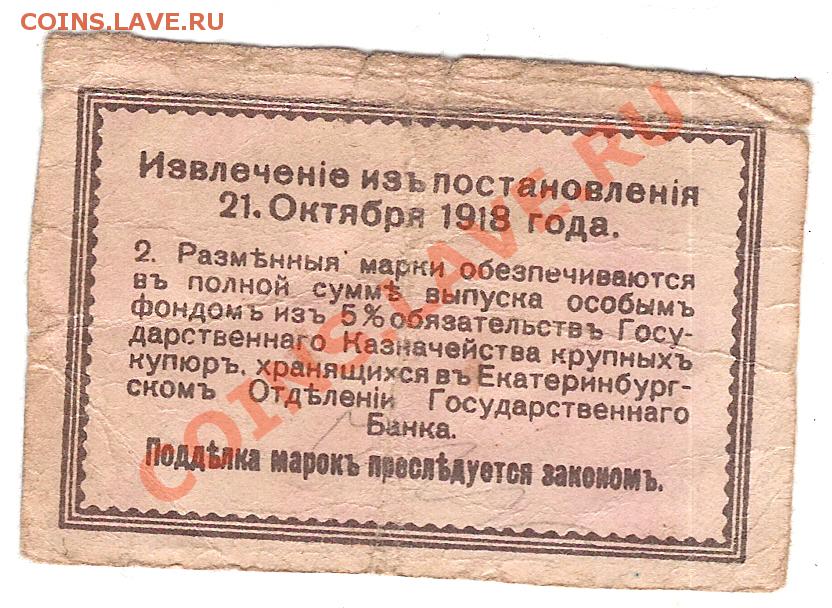 COINS.LAVE.RU
Извлеченіе изъ постановленія
21. Октября 1918 года.
2. Размѣнныя марки обезпечиваются
въ полной суммѣ выпуска особымъ
фондомъ изъ 5% обязательствъ Госу-
дарственнаго Казначейства крупныхъ
купюръ, хранящихся въ Екатеринбург-
скомъ Отдѣленіи Государственнаго
Банка.
Поддѣлка марокъ преслѣдуется закономъ.
COINS.LAVE.RU